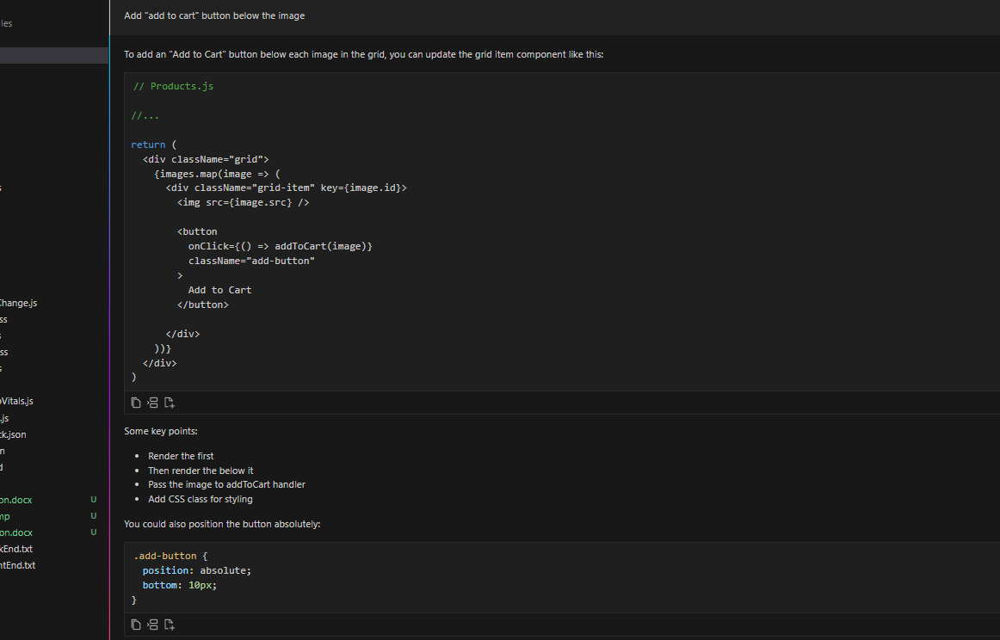 les
Change.js
ss
s
ss
s
Vitals.js
.js
k.json
n
d
on.docx U
mp U
on.docx U
kEnd.txt
ntEnd.txt
Add "add to cart" button below the image
To add an "Add to Cart" button below each image in the grid, you can update the grid item component like this:
// Products.js
//...
return (
<div className="grid">
{images.map(image => (
<div className="grid-item" key={image.id}>
<img src={image.src} />
<button
onClick={() => addToCart(image)}
className="add-button"
>
Add to Cart
</button>
</div>
))}
</div>
)
Some key points:
• Render the first
• Then render the below it
• Pass the image to addToCart handler
• Add CSS class for styling
You could also position the button absolutely:
.add-button {
position: absolute;
bottom: 10px;
}